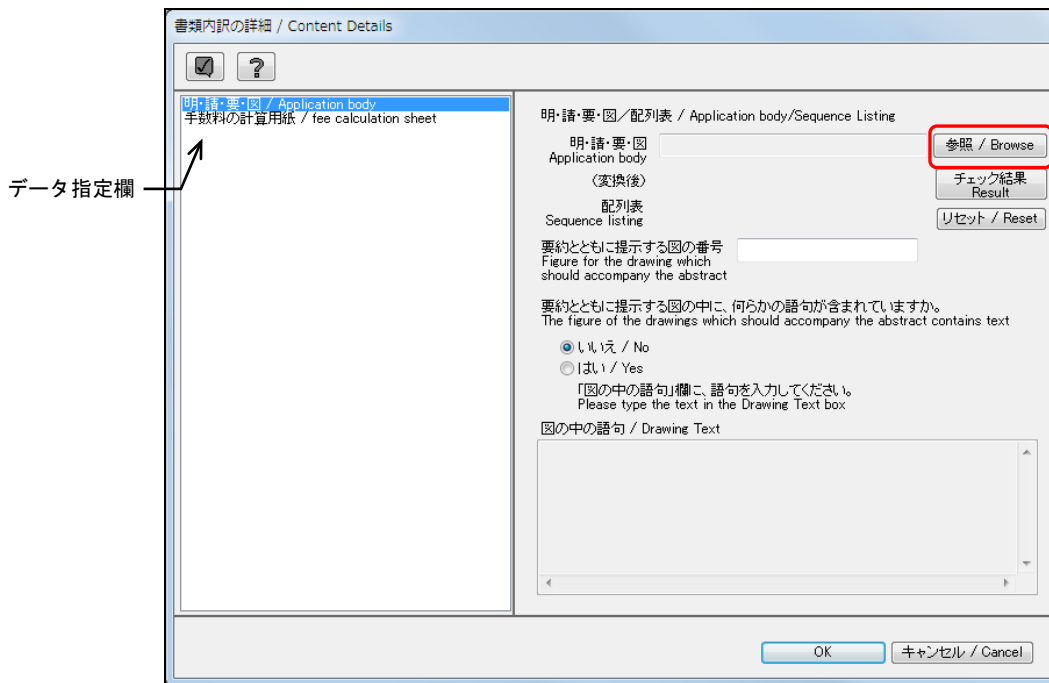 書類内訳の詳細 / Content Details
?
明・請・要・図 / Application body
手数料の計算用紙 / fee calculation sheet
データ指定欄
明・請・要・図／配列表 / Application body/Sequence Listing
明・請・要・図
Application body
参照 / Browse
（変換後）
チェック結果
Result
配列表
Sequence listing
リセット / Reset
要約とともに提示する図の番号
Figure for the drawing which
should accompany the abstract
要約とともに提示する図の中に、何らかの語句が含まれていますか。
The figure of the drawings which should accompany the abstract contains text
いいえ / No
はい / Yes
「図の中の語句」欄に、語句を入力してください。
Please type the text in the Drawing Text box
図の中の語句 / Drawing Text
OK
キャンセル / Cancel